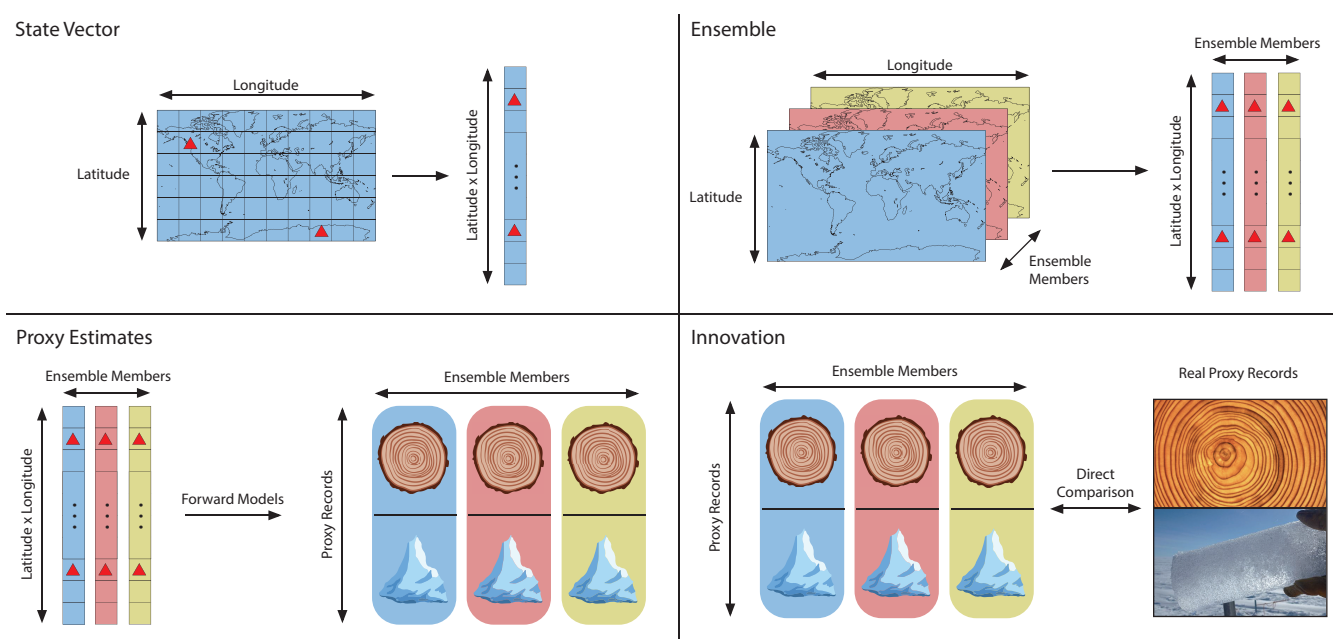 State Vector
Longitude
Latitude
Latitude x Longitude
Ensemble
Ensemble Members
Longitude
Latitude
Ensemble
Members
Latitude x Longitude
Proxy Estimates
Ensemble Members
Latitude x Longitude
Forward Models
Ensemble Members
Proxy Records
Innovation
Ensemble Members
Proxy Records
Direct
Comparison
Real Proxy Records